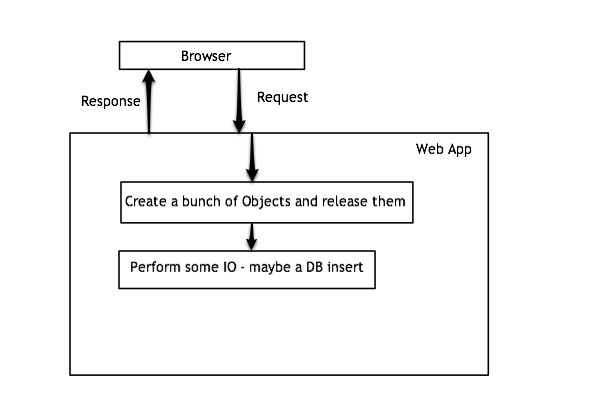 Browser
Response
Request
Web App
Create a bunch of Objects and release them
Perform some IO - maybe a DB insert